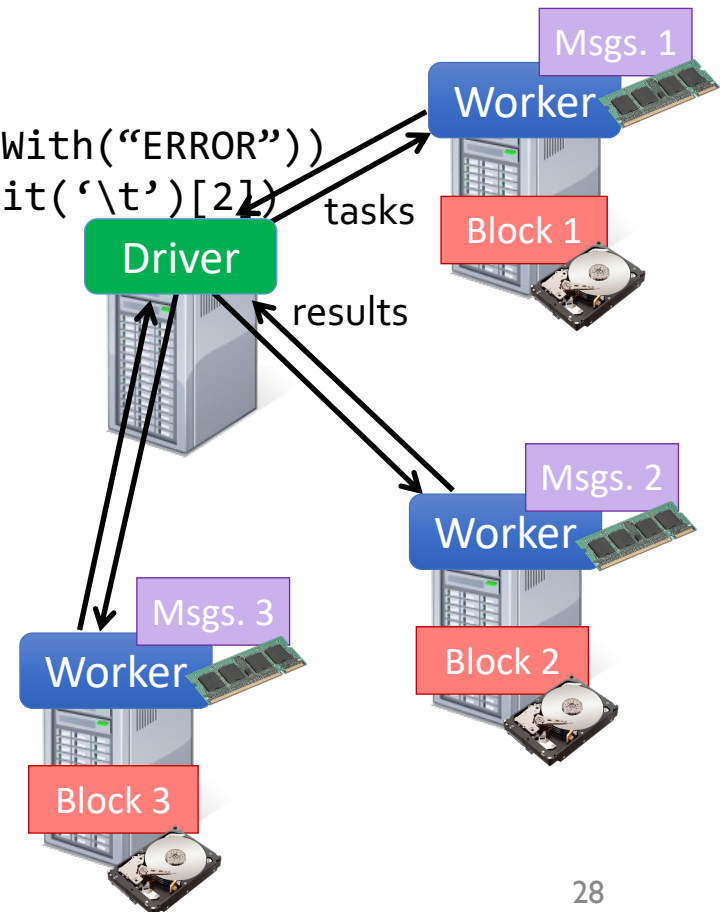 Msgs. 1
Worker
With(“ERROR”))
it(‘\t’)[2])
tasks
Block 1
Driver
results
Msgs. 2
Worker
Msgs. 3
Block 2
Worker
Block 3
28